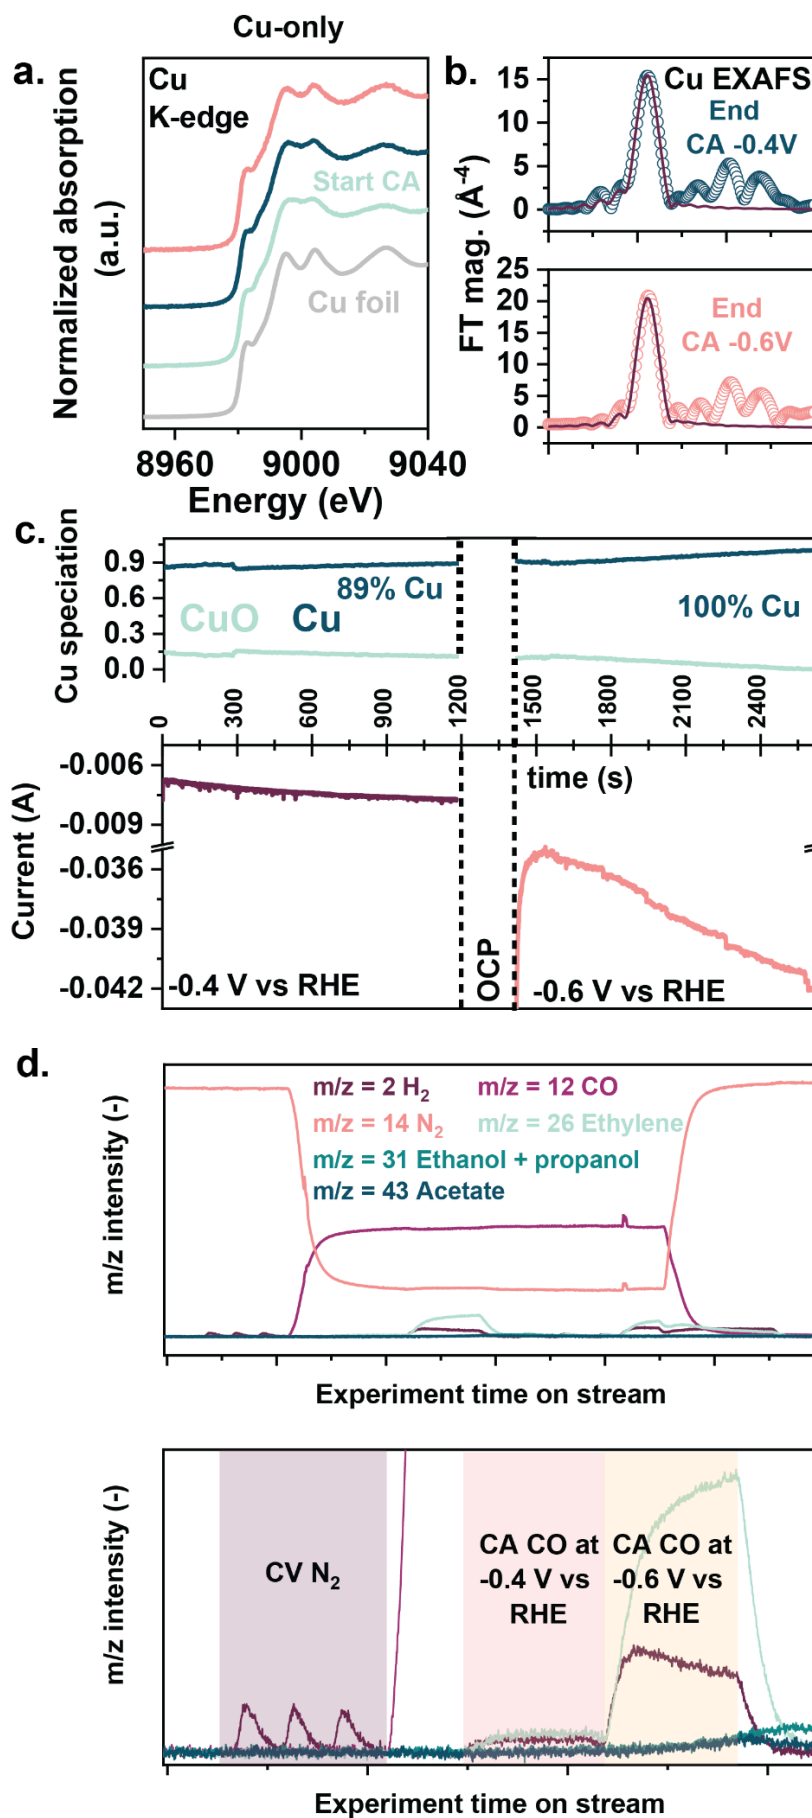 Cu-only
a.
Cu
K-edge
Start CA
Cu foil
Normalized absorption
(a.u.)
8960 9000 9040
Energy (eV)
b.
Cu EXAFS
End
CA -0.4V
15
10
5
0
FT mag. (Å-4)
25
20
15
10
5
0
End
CA -0.6V
c.
Cu speciation
0.9
0.6
0.3
0.0
89% Cu
CuO Cu
100% Cu
0 300 600 900 1200 1500 1800 2100 2400
time (s)
Current (A)
-0.006
-0.009
-0.036
-0.039
-0.042
-0.4 V vs RHE
OCP
-0.6 V vs RHE
d.
m/z intensity (-)
m/z = 2 H2 m/z = 12 CO
m/z = 14 N2 m/z = 26 Ethylene
m/z = 31 Ethanol + propanol
m/z = 43 Acetate
Experiment time on stream
m/z intensity (-)
CV N2
CA CO at
-0.4 V vs
RHE
CA CO at
-0.6 V vs
RHE
Experiment time on stream